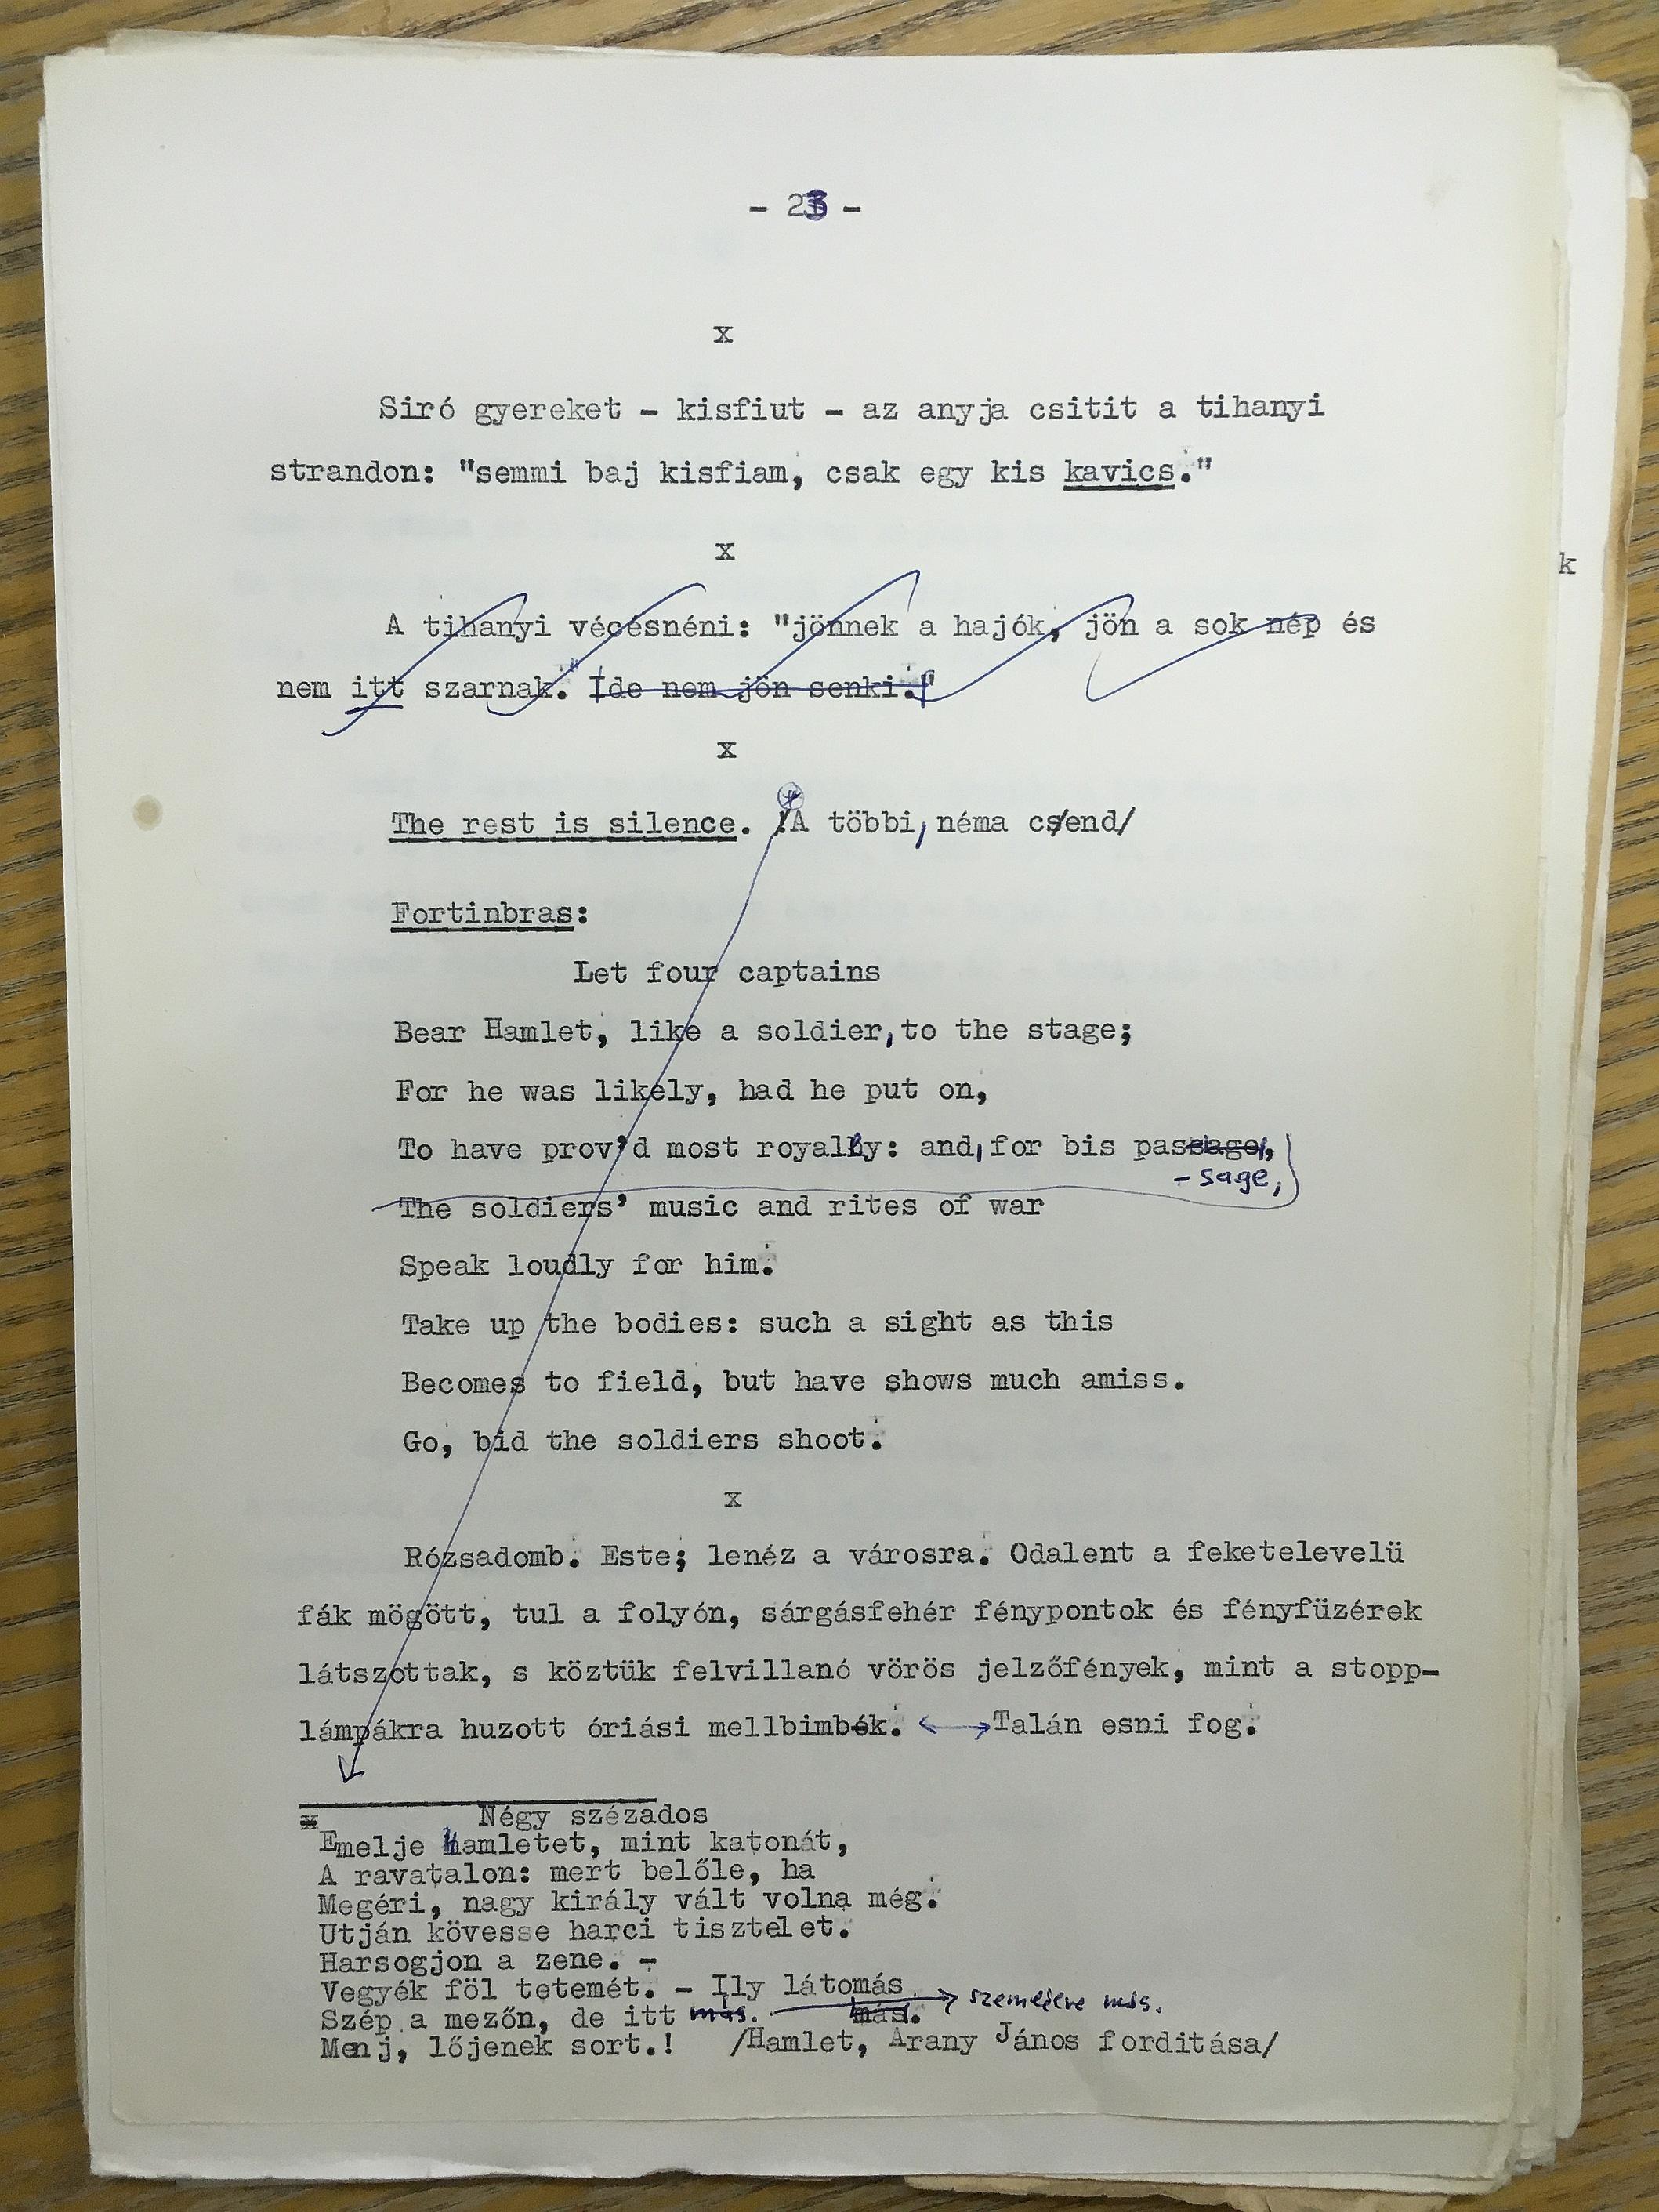 - 23 -
x
Siró gyereket - kisfiut - az anyja csitit a tihanyi
strandon: "semmi baj kisfiam, csak egy kis kavics."
x
k
A tihanyi vécésnéni: "jönnek a hajók, jön a sok nép és
nem itt szarnak." Ide nem jön senki."
x
The rest is silence. /A többi, néma csend/
Fortinbras:
Let four captains
Bear Hamlet, like a soldier, to the stage;
For he was likely, had he put on,
To have prov'd most royally: and, for bis passage,
- sage,
The soldiers' music and rites of war
Speak loudly for him.
Take up the bodies: such a sight as this
Becomes to field, but have shows much amiss.
Go, bid the soldiers shoot.
x
Rózsadomb. Este; lenéz a városra. Odalent a feketelevelü
fák mögött, tul a folyón, sárgásfehér fénypontok és fényfüzérek
látszottak, s köztük felvillanó vörös jelzőfények, mint a stopp-
lámpákra huzott óriási mellbimbók. Talán esni fog.
x Négy szézados
Emelje Hamletet, mint katonát,
A ravatalon: mert belőle, ha
Megéri, nagy király vált volna még.
Utján kövesse harci tisztelet.
Harsogjon a zene. -
Vegyék föl tetemét. - Ily látomás
Szép a mezőn, de itt más. más. szemlélve más.
Menj, lőjenek sort.! /Hamlet, Arany János forditása/